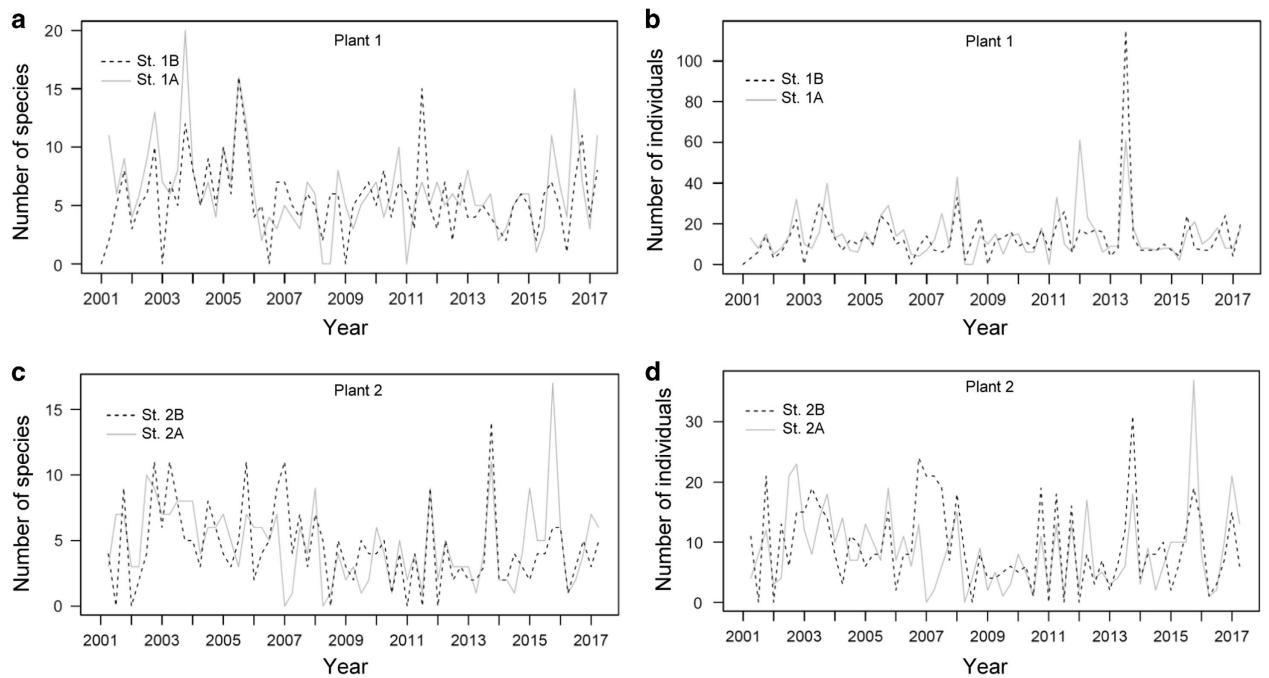 a
Plant 1
St. 1B
St. 1A
Number of species
20
15
10
5
0
2001 2003 2005 2007 2009 2011 2013 2015 2017
Year
b
Plant 1
St. 1B
St. 1A
Number of individuals
100
80
60
40
20
0
2001 2003 2005 2007 2009 2011 2013 2015 2017
Year
c
Plant 2
St. 2B
St. 2A
Number of species
15
10
5
0
2001 2003 2005 2007 2009 2011 2013 2015 2017
Year
d
Plant 2
St. 2B
St. 2A
Number of individuals
30
20
10
0
2001 2003 2005 2007 2009 2011 2013 2015 2017
Year